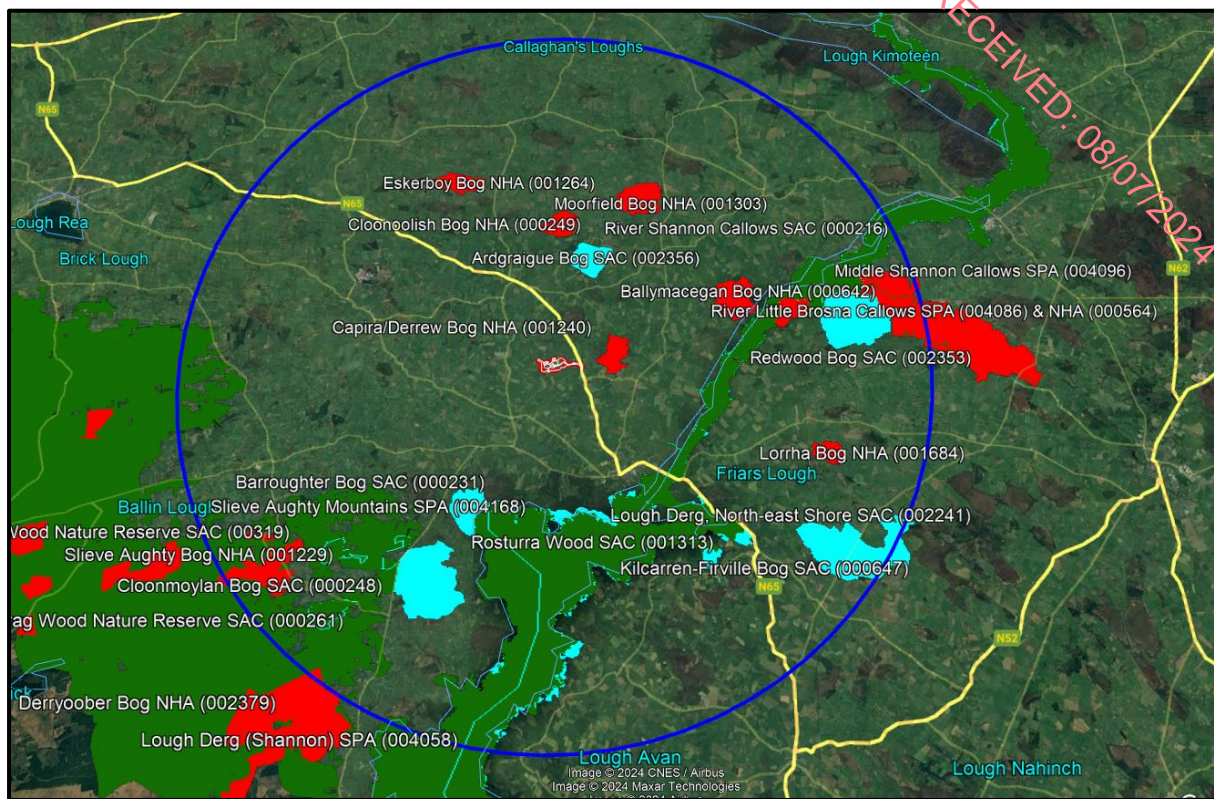 RECEIVED: 08/07/2024
Callaghan's Loughs
Lough Kimoteen
N65
Eskerboy Bog NHA (001264)
N65
Moorfield Bog NHA (001303)
Lough Rea
Cloonoolish Bog NHA (000249)
River Shannon Callows SAC (000216)
Brick Lough
Ardgraigue Bog SAC (002356)
N62
Middle Shannon Callows SPA (004096)
Ballymacegan Bog NHA (000642)
River Little Brosna Callows SPA (004086) & NHA (000564)
Capira/Derrew Bog NHA (001240)
Redwood Bog SAC (002353)
Lorrha Bog NHA (001684)
Friars Lough
Barroughter Bog SAC (000231)
Slieve Aughty Mountains SPA (004168)
Lough Derg, North-east Shore SAC (002241)
Wood Nature Reserve SAC (00319)
Rosturra Wood SAC (001313)
Slieve Aughty Bog NHA (001229)
Kilcarren-Firville Bog SAC (000647)
Cloonmoylan Bog SAC (000248)
N65
ag Wood Nature Reserve SAC (000261)
N52
Derryoober Bog NHA (002379)
Lough Derg (Shannon) SPA (004058)
Lough Avan
Lough Nahinch
Image © 2024 CNES / Airbus
Image © 2024 Maxar Technologies